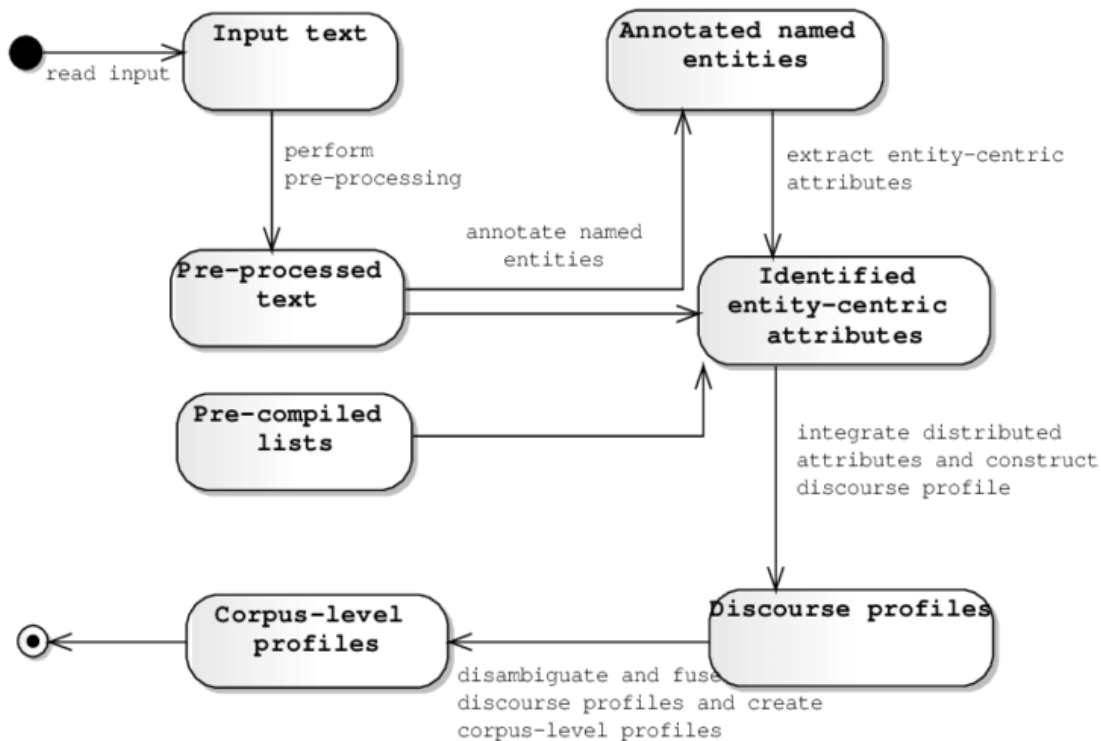 Input text
read input
Annotated named
entities
perform
pre-processing
extract entity-centric
attributes
annotate named
entities
Pre-processed
text
Identified
entity-centric
attributes
Pre-compiled
lists
integrate distributed
attributes and construct
discourse profile
Discourse profiles
Corpus-level
profiles
disambiguate and fuse
discourse profiles and create
corpus-level profiles